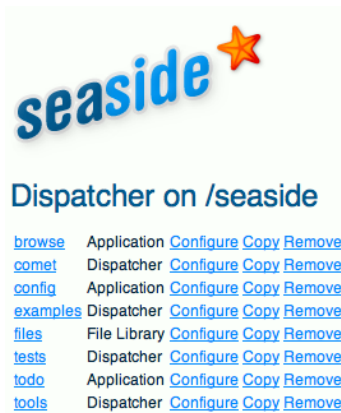 seaside
Dispatcher on /seaside
browse Application Configure Copy Remove
comet Dispatcher Configure Copy Remove
config Application Configure Copy Remove
examples Dispatcher Configure Copy Remove
files File Library Configure Copy Remove
tests Dispatcher Configure Copy Remove
todo Application Configure Copy Remove
tools Dispatcher Configure Copy Remove